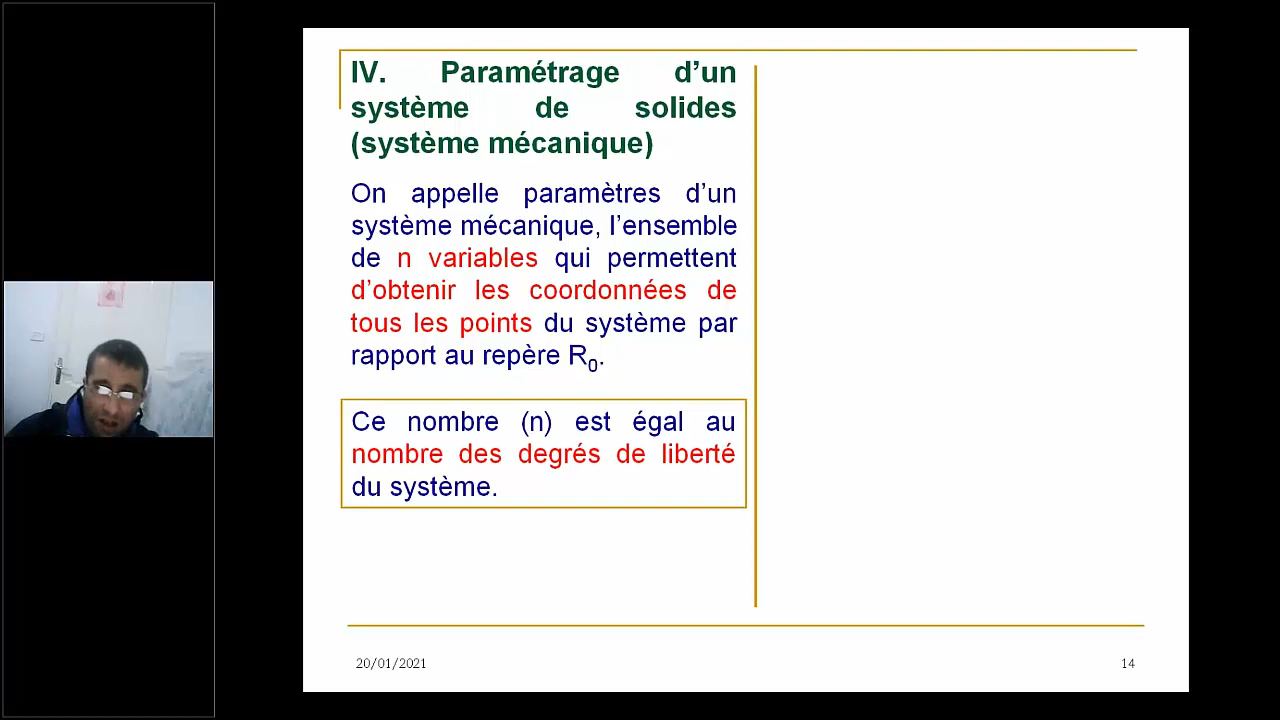 IV. Paramétrage d’un
système de solides
(système mécanique)
On appelle paramètres d’un
système mécanique, l’ensemble
de n variables qui permettent
d’obtenir les coordonnées de
tous les points du système par
rapport au repère R0.
Ce nombre (n) est égal au
nombre des degrés de liberté
du système.
20/01/2021
14